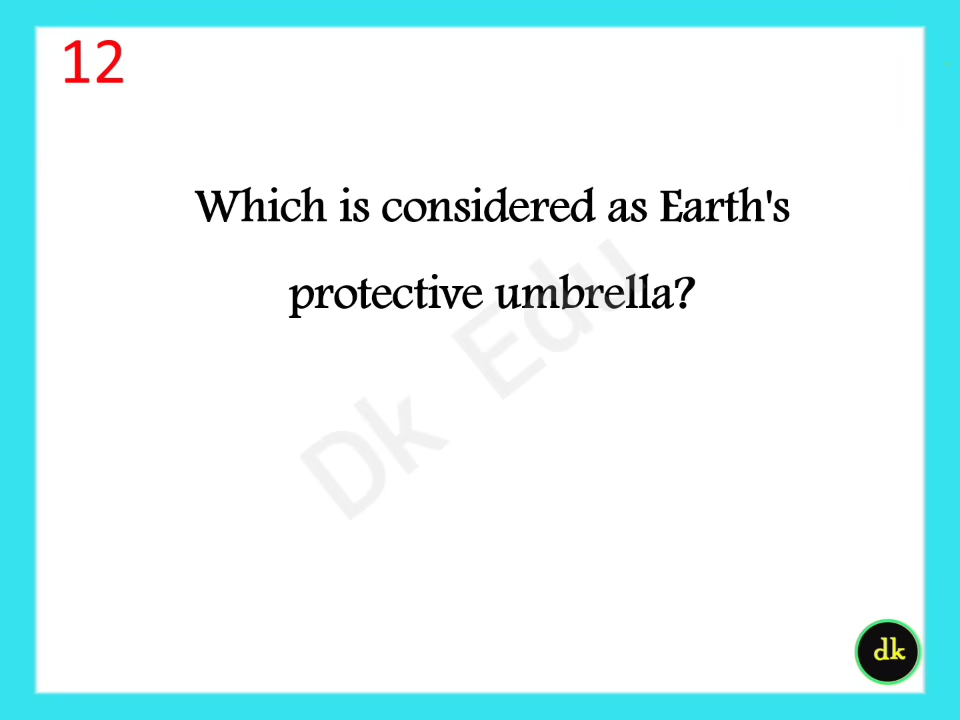 12
Which is considered as Earth's
protective umbrella?
Dk Edu
dk